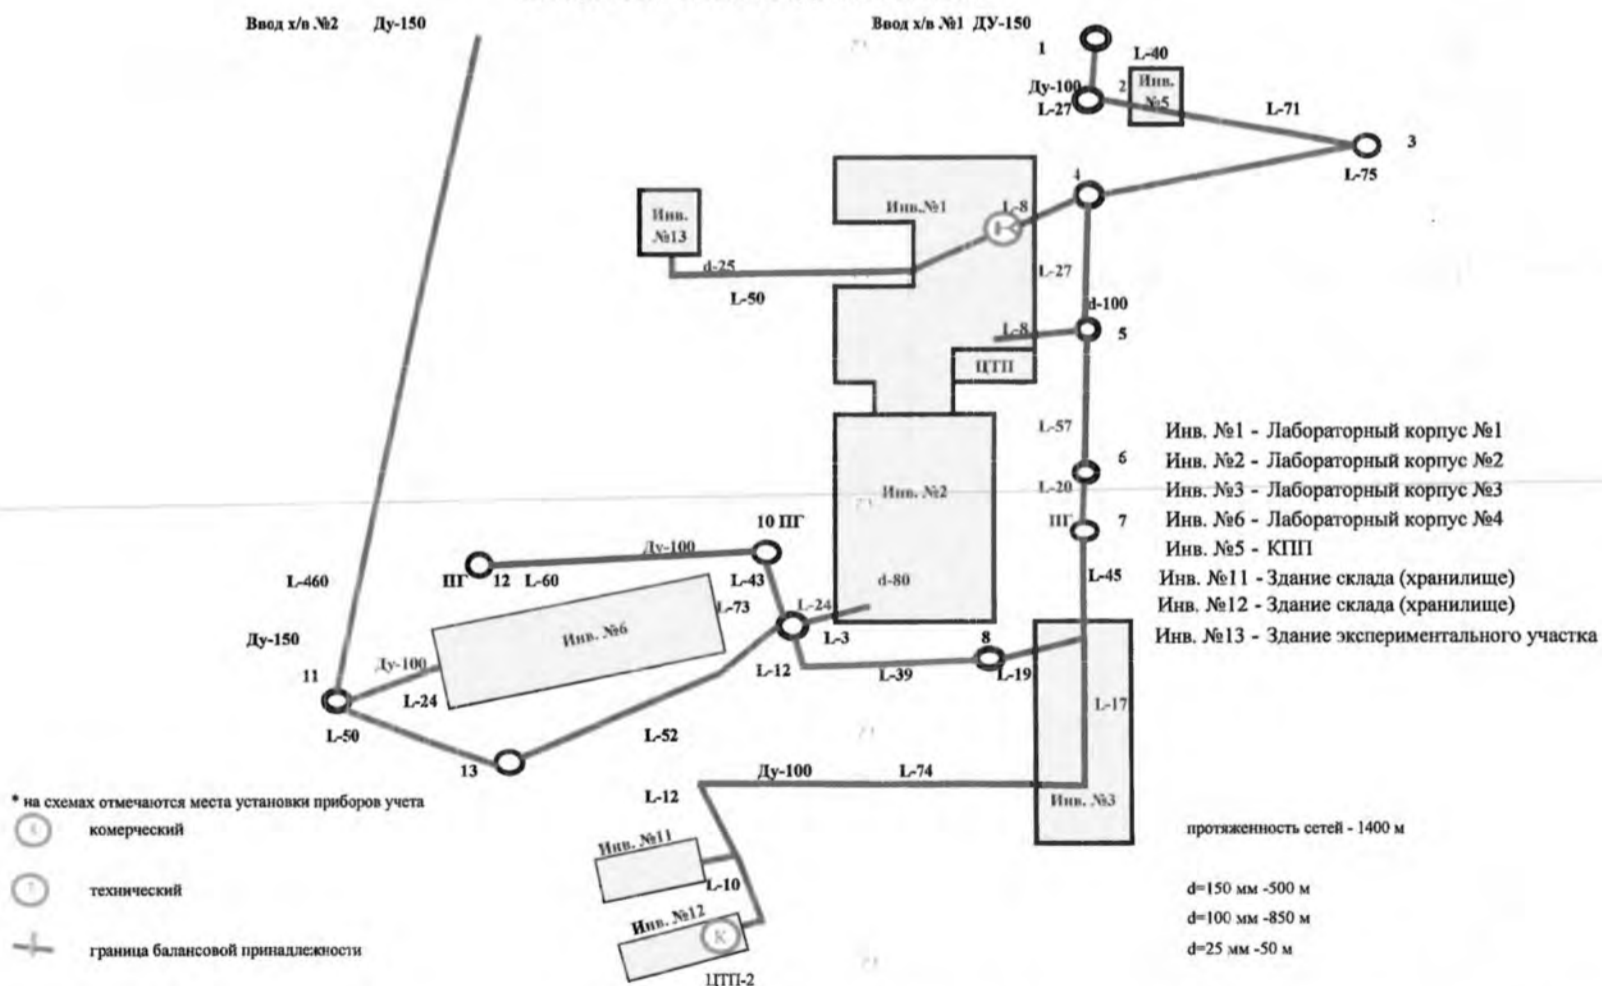 Ввод х/в №2 Ду-150
Ввод х/в №1 ДУ-150
1
L-40
Ду-100
L-27
2
Инв.
№5
L-71
3
L-75
4
Инв.
№13
Инв.№1
L-8
d-25
L-50
L-27
d-100
L-8
5
ЦТП
L-57
6
L-20
Инв. №2
ПГ
7
10 ПГ
Ду-100
ПГ
12
L-60
L-43
d-80
L-45
L-460
L-73
L-24
Инв. №6
L-3
8
Ду-150
Ду-100
11
L-24
L-12
L-39
L-19
L-17
L-50
L-52
13
Ду-100
L-74
L-12
Инв. №3
Инв. №11
L-10
Инв. №12
К
ЦТП-2
Инв. №1 - Лабораторный корпус №1
Инв. №2 - Лабораторный корпус №2
Инв. №3 - Лабораторный корпус №3
Инв. №6 - Лабораторный корпус №4
Инв. №5 - КПП
Инв. №11 - Здание склада (хранилище)
Инв. №12 - Здание склада (хранилище)
Инв. №13 - Здание экспериментального участка
* на схемах отмечаются места установки приборов учета
комерческий
технический
граница балансовой принадлежности
протяженность сетей - 1400 м
d=150 мм -500 м
d=100 мм -850 м
d=25 мм -50 м